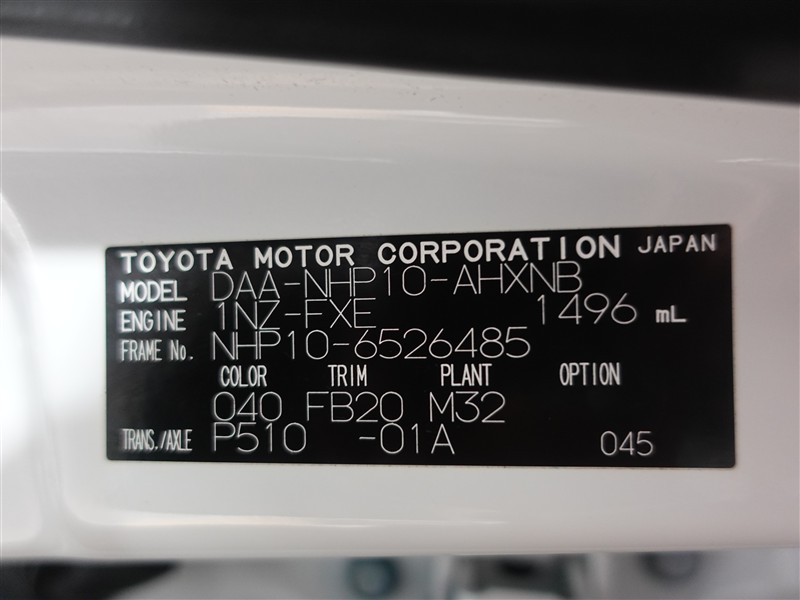 TOYOTA MOTOR CORPORATION JAPAN
MODEL DAA-NHP10-AHXNB
ENGINE 1NZ-FXE 1496 mL
FRAME No. NHP10-6526485
COLOR TRIM PLANT OPTION
040 FB20 M32
TRANS./AXLE P510 -01A 045